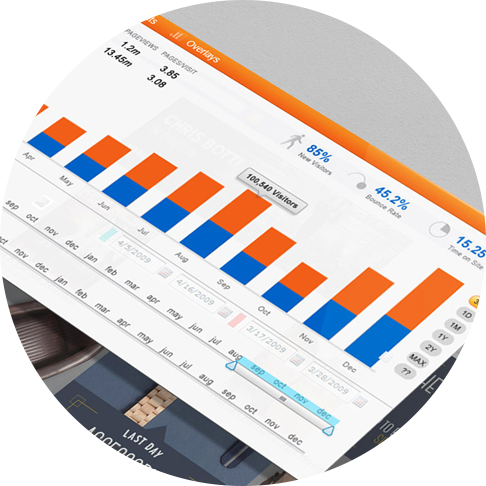 Overlays
PAGEVIEWS PAGES/VISIT
1.2m 3.85
13.45m 3.08
85%
New Visitors
45.2%
Bounce Rate
15.25
Time on Site
100,540 Visitors
Apr May Jun Jul Aug Sep Oct Nov Dec
sep oct nov dec
4/5/2009
4/16/2009
3/17/2009
3/28/2009
oct nov dec jan feb mar apr may jun jul aug sep oct nov dec
jan feb mar apr may jun jul aug sep oct nov dec
1D
1M
1Y
2Y
MAX
??
LAST DAY